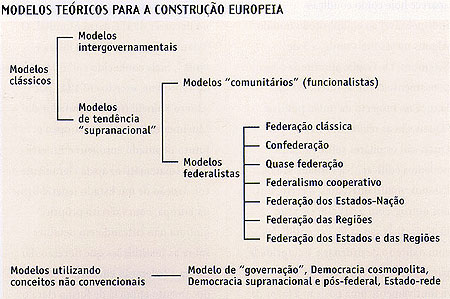 MODELOS TEÓRICOS PARA A CONSTRUÇÃO EUROPEIA
Modelos
intergovernamentais
Modelos
clássicos
Modelos
de tendência
"supranacional"
Modelos "comunitários" (funcionalistas)
Modelos
federalistas
Federação clássica
Confederação
Quase federação
Federalismo cooperativo
Federação dos Estados-Nação
Federação das Regiões
Federação dos Estados e das Regiões
Modelos utilizando
conceitos não convencionais
Modelo de "governação", Democracia cosmopolita,
Democracia supranacional e pós-federal, Estado-rede